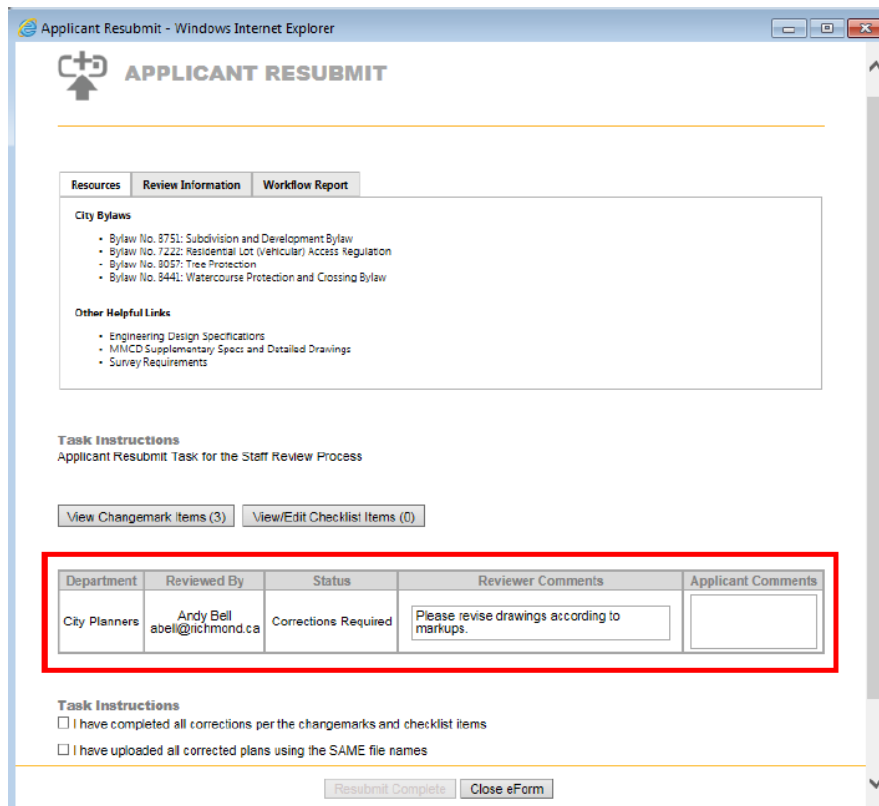 Applicant Resubmit - Windows Internet Explorer
APPLICANT RESUBMIT
Resources Review Information Workflow Report
City Bylaws
• Bylaw No. 8751: Subdivision and Development Bylaw
• Bylaw No. 7222: Residential Lot (Vehicular) Access Regulation
• Bylaw No. 8057: Tree Protection
• Bylaw No. 8441: Watercourse Protection and Crossing Bylaw
Other Helpful Links
• Engineering Design Specifications
• MMCD Supplementary Specs and Detailed Drawings
• Survey Requirements
Task Instructions
Applicant Resubmit Task for the Staff Review Process
View Changemark Items (3) View/Edit Checklist Items (0)
Department Reviewed By Status Reviewer Comments Applicant Comments
City Planners Andy Bell abell@richmond.ca Corrections Required Please revise drawings according to
markups.
Task Instructions
I have completed all corrections per the changemarks and checklist items
I have uploaded all corrected plans using the SAME file names
Resubmit Complete Close eForm